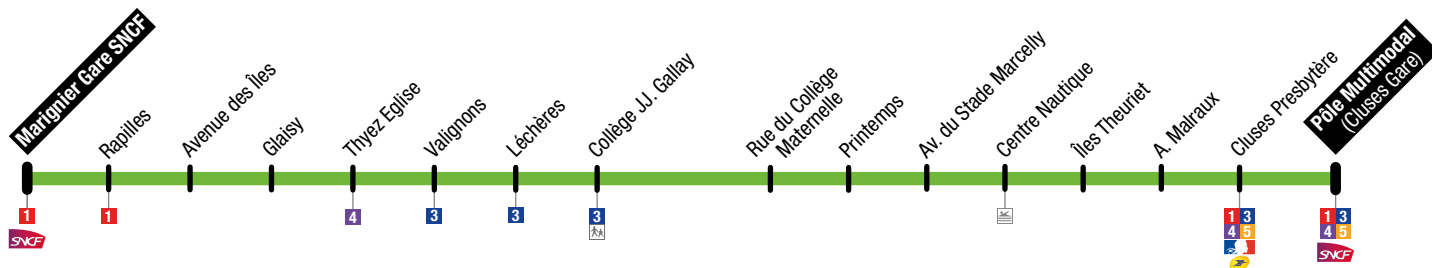 Marignier Gare SNCF
Rapilles
Avenue des Îles
Glaisy
Thyez Eglise
Valignons
Léchères
Collège JJ. Gallay
Rue du Collège
Maternelle
Printemps
Av. du Stade Marcelly
Centre Nautique
Îles Theuriet
A. Malraux
Cluses Presbytère
Pôle Multimodal
(Cluses Gare)
1
SNCF
1
4
3
3
3
1 3
4 5
1 3
4 5
SNCF